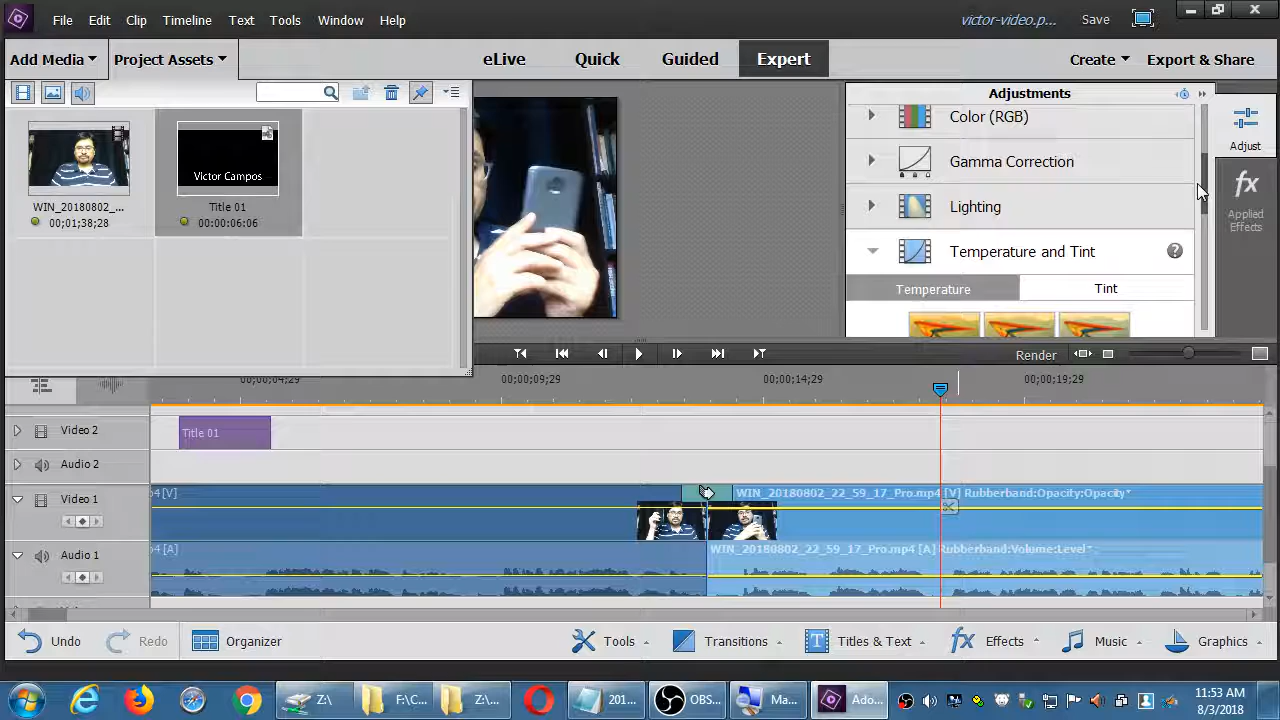 File Edit Clip Timeline Text Tools Window Help victor-video.p... Save
Add Media Project Assets eLive Quick Guided Expert Create Export & Share
Adjustments
Color (RGB)
Gamma Correction
Lighting
Temperature and Tint
Temperature Tint
Adjust
fx
Applied
Effects
VIctor Campos
WIN_20180802_... Title 01
00;01;38;28 00:00:06:06
Render
00;00;04;29 00;00;09;29 00;00;14;29 00;00;19;29
Video 2 Title 01
Audio 2
Video 1 4 [V] WIN_20180802_22_59_17_Pro.mp4 [V] Rubberband:Opacity:Opacity
Audio 1 4 [A] WIN_20180802_22_59_17_Pro.mp4 [A] Rubberband:Volume:Level
Undo Redo Organizer Tools Transitions T Titles & Text fx Effects Music Graphics
Z:\ F:\C... Z:\... 201... OBS... Ma... Ado...
11:53 AM
8/3/2018